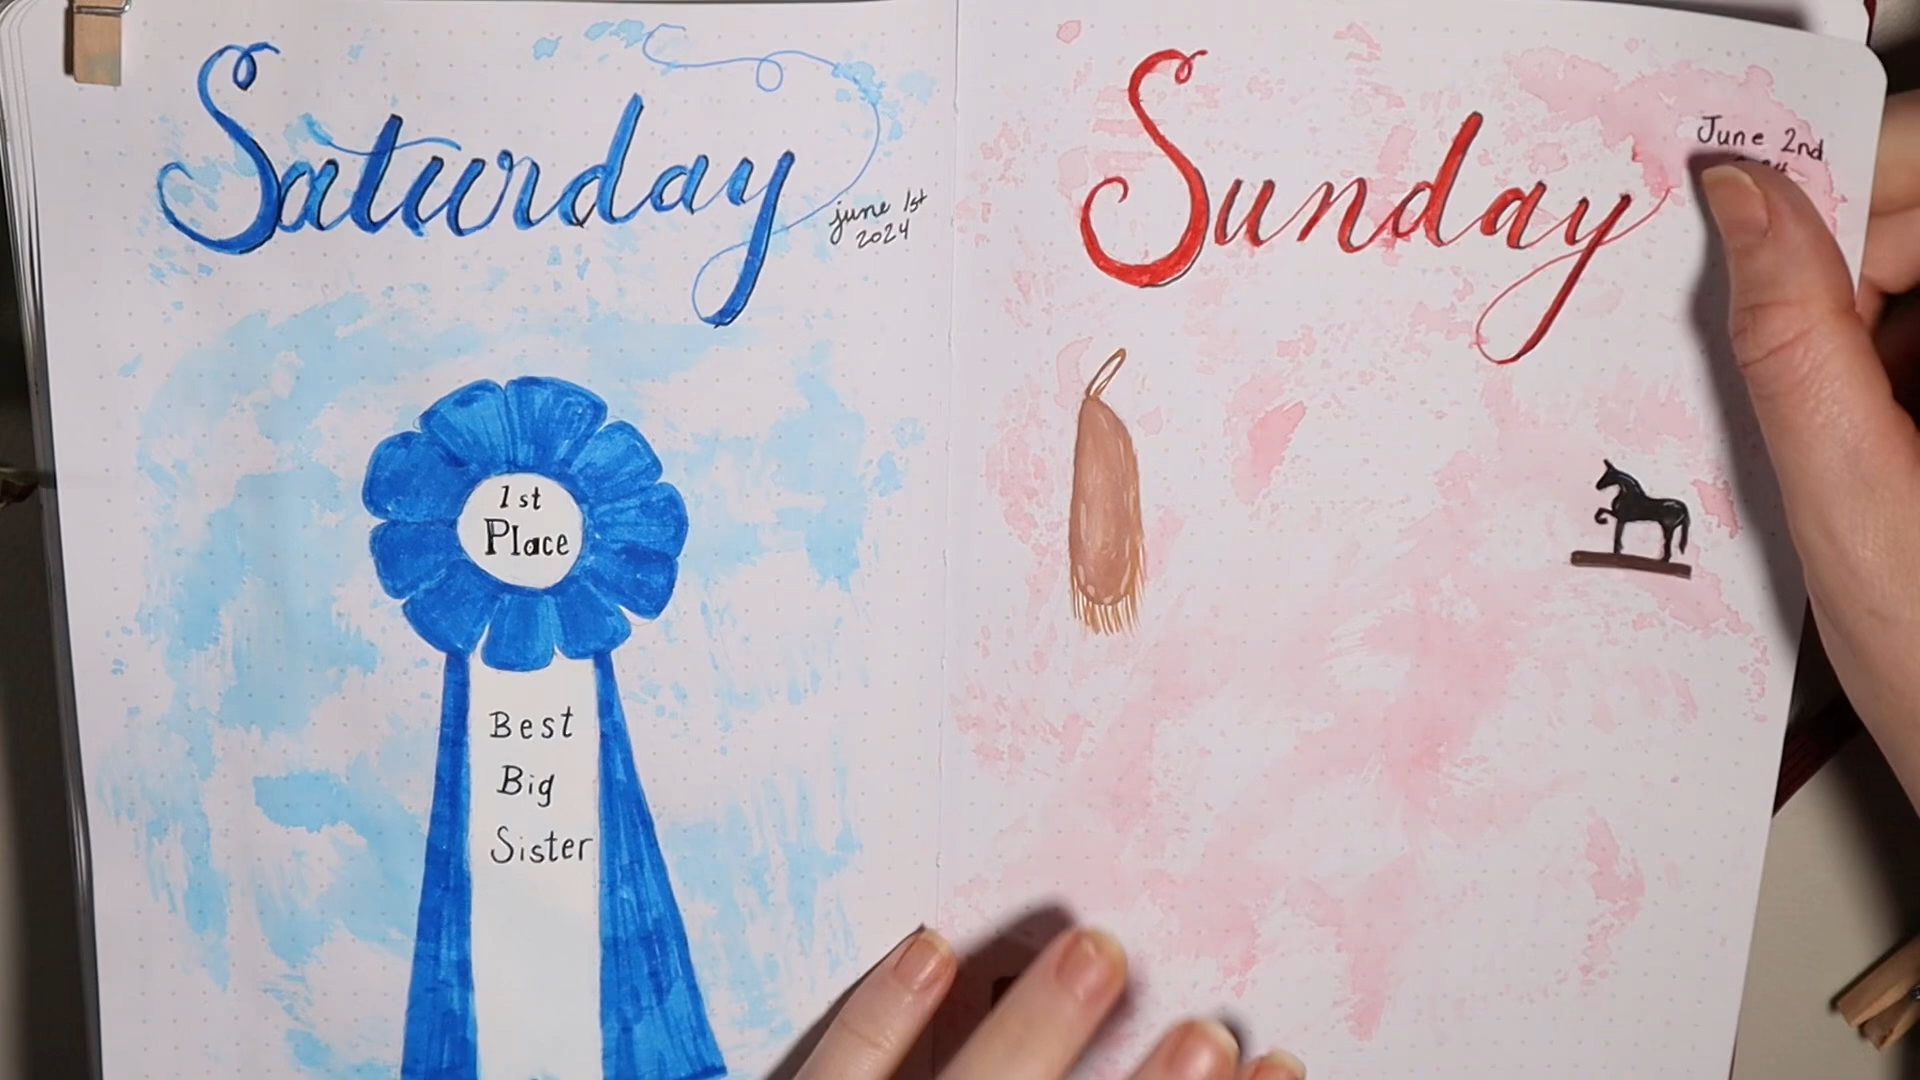 Saturday
june 1st
2024
1st
Place
Best
Big
Sister
Sunday
June 2nd